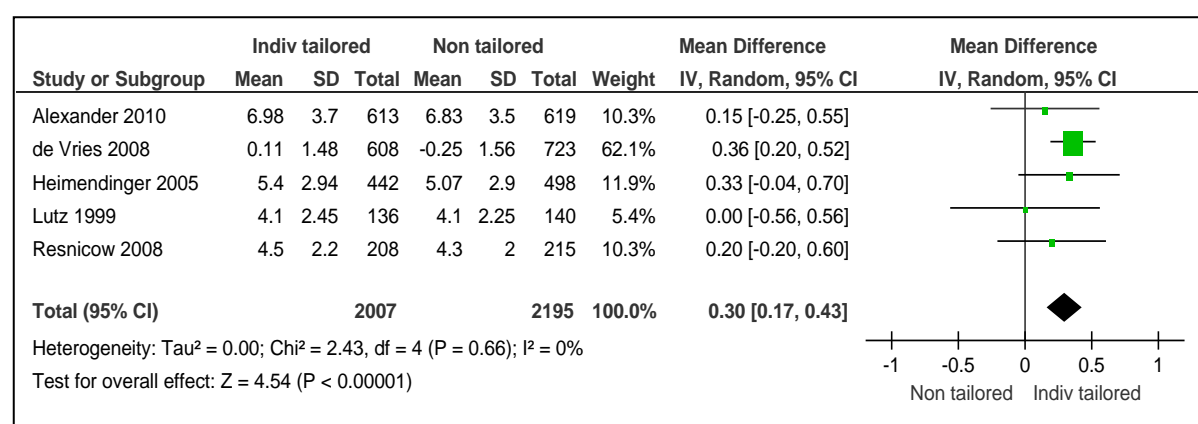 Indiv tailored Non tailored Mean Difference Mean Difference
Study or Subgroup Mean SD Total Mean SD Total Weight IV, Random, 95% CI IV, Random, 95% CI
Alexander 2010 6.98 3.7 613 6.83 3.5 619 10.3% 0.15 [-0.25, 0.55]
de Vries 2008 0.11 1.48 608 -0.25 1.56 723 62.1% 0.36 [0.20, 0.52]
Heimendinger 2005 5.4 2.94 442 5.07 2.9 498 11.9% 0.33 [-0.04, 0.70]
Lutz 1999 4.1 2.45 136 4.1 2.25 140 5.4% 0.00 [-0.56, 0.56]
Resnicow 2008 4.5 2.2 208 4.3 2 215 10.3% 0.20 [-0.20, 0.60]
Total (95% CI) 2007 2195 100.0% 0.30 [0.17, 0.43]
Heterogeneity: Tau² = 0.00; Chi² = 2.43, df = 4 (P = 0.66); I² = 0%
Test for overall effect: Z = 4.54 (P < 0.00001)
-1 -0.5 0 0.5 1
Non tailored Indiv tailored